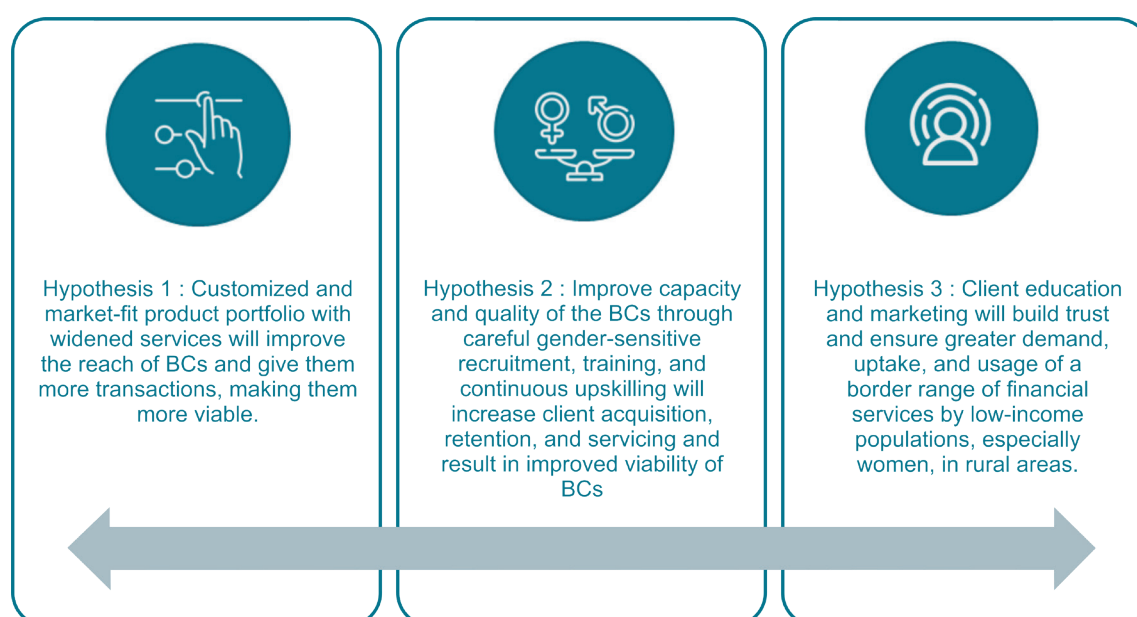 Hypothesis 1 : Customized and
market-fit product portfolio with
widened services will improve
the reach of BCs and give them
more transactions, making them
more viable.
Hypothesis 2 : Improve capacity
and quality of the BCs through
careful gender-sensitive
recruitment, training, and
continuous upskilling will
increase client acquisition,
retention, and servicing and
result in improved viability of
BCs
Hypothesis 3 : Client education
and marketing will build trust
and ensure greater demand,
uptake, and usage of a
border range of financial
services by low-income
populations, especially
women, in rural areas.